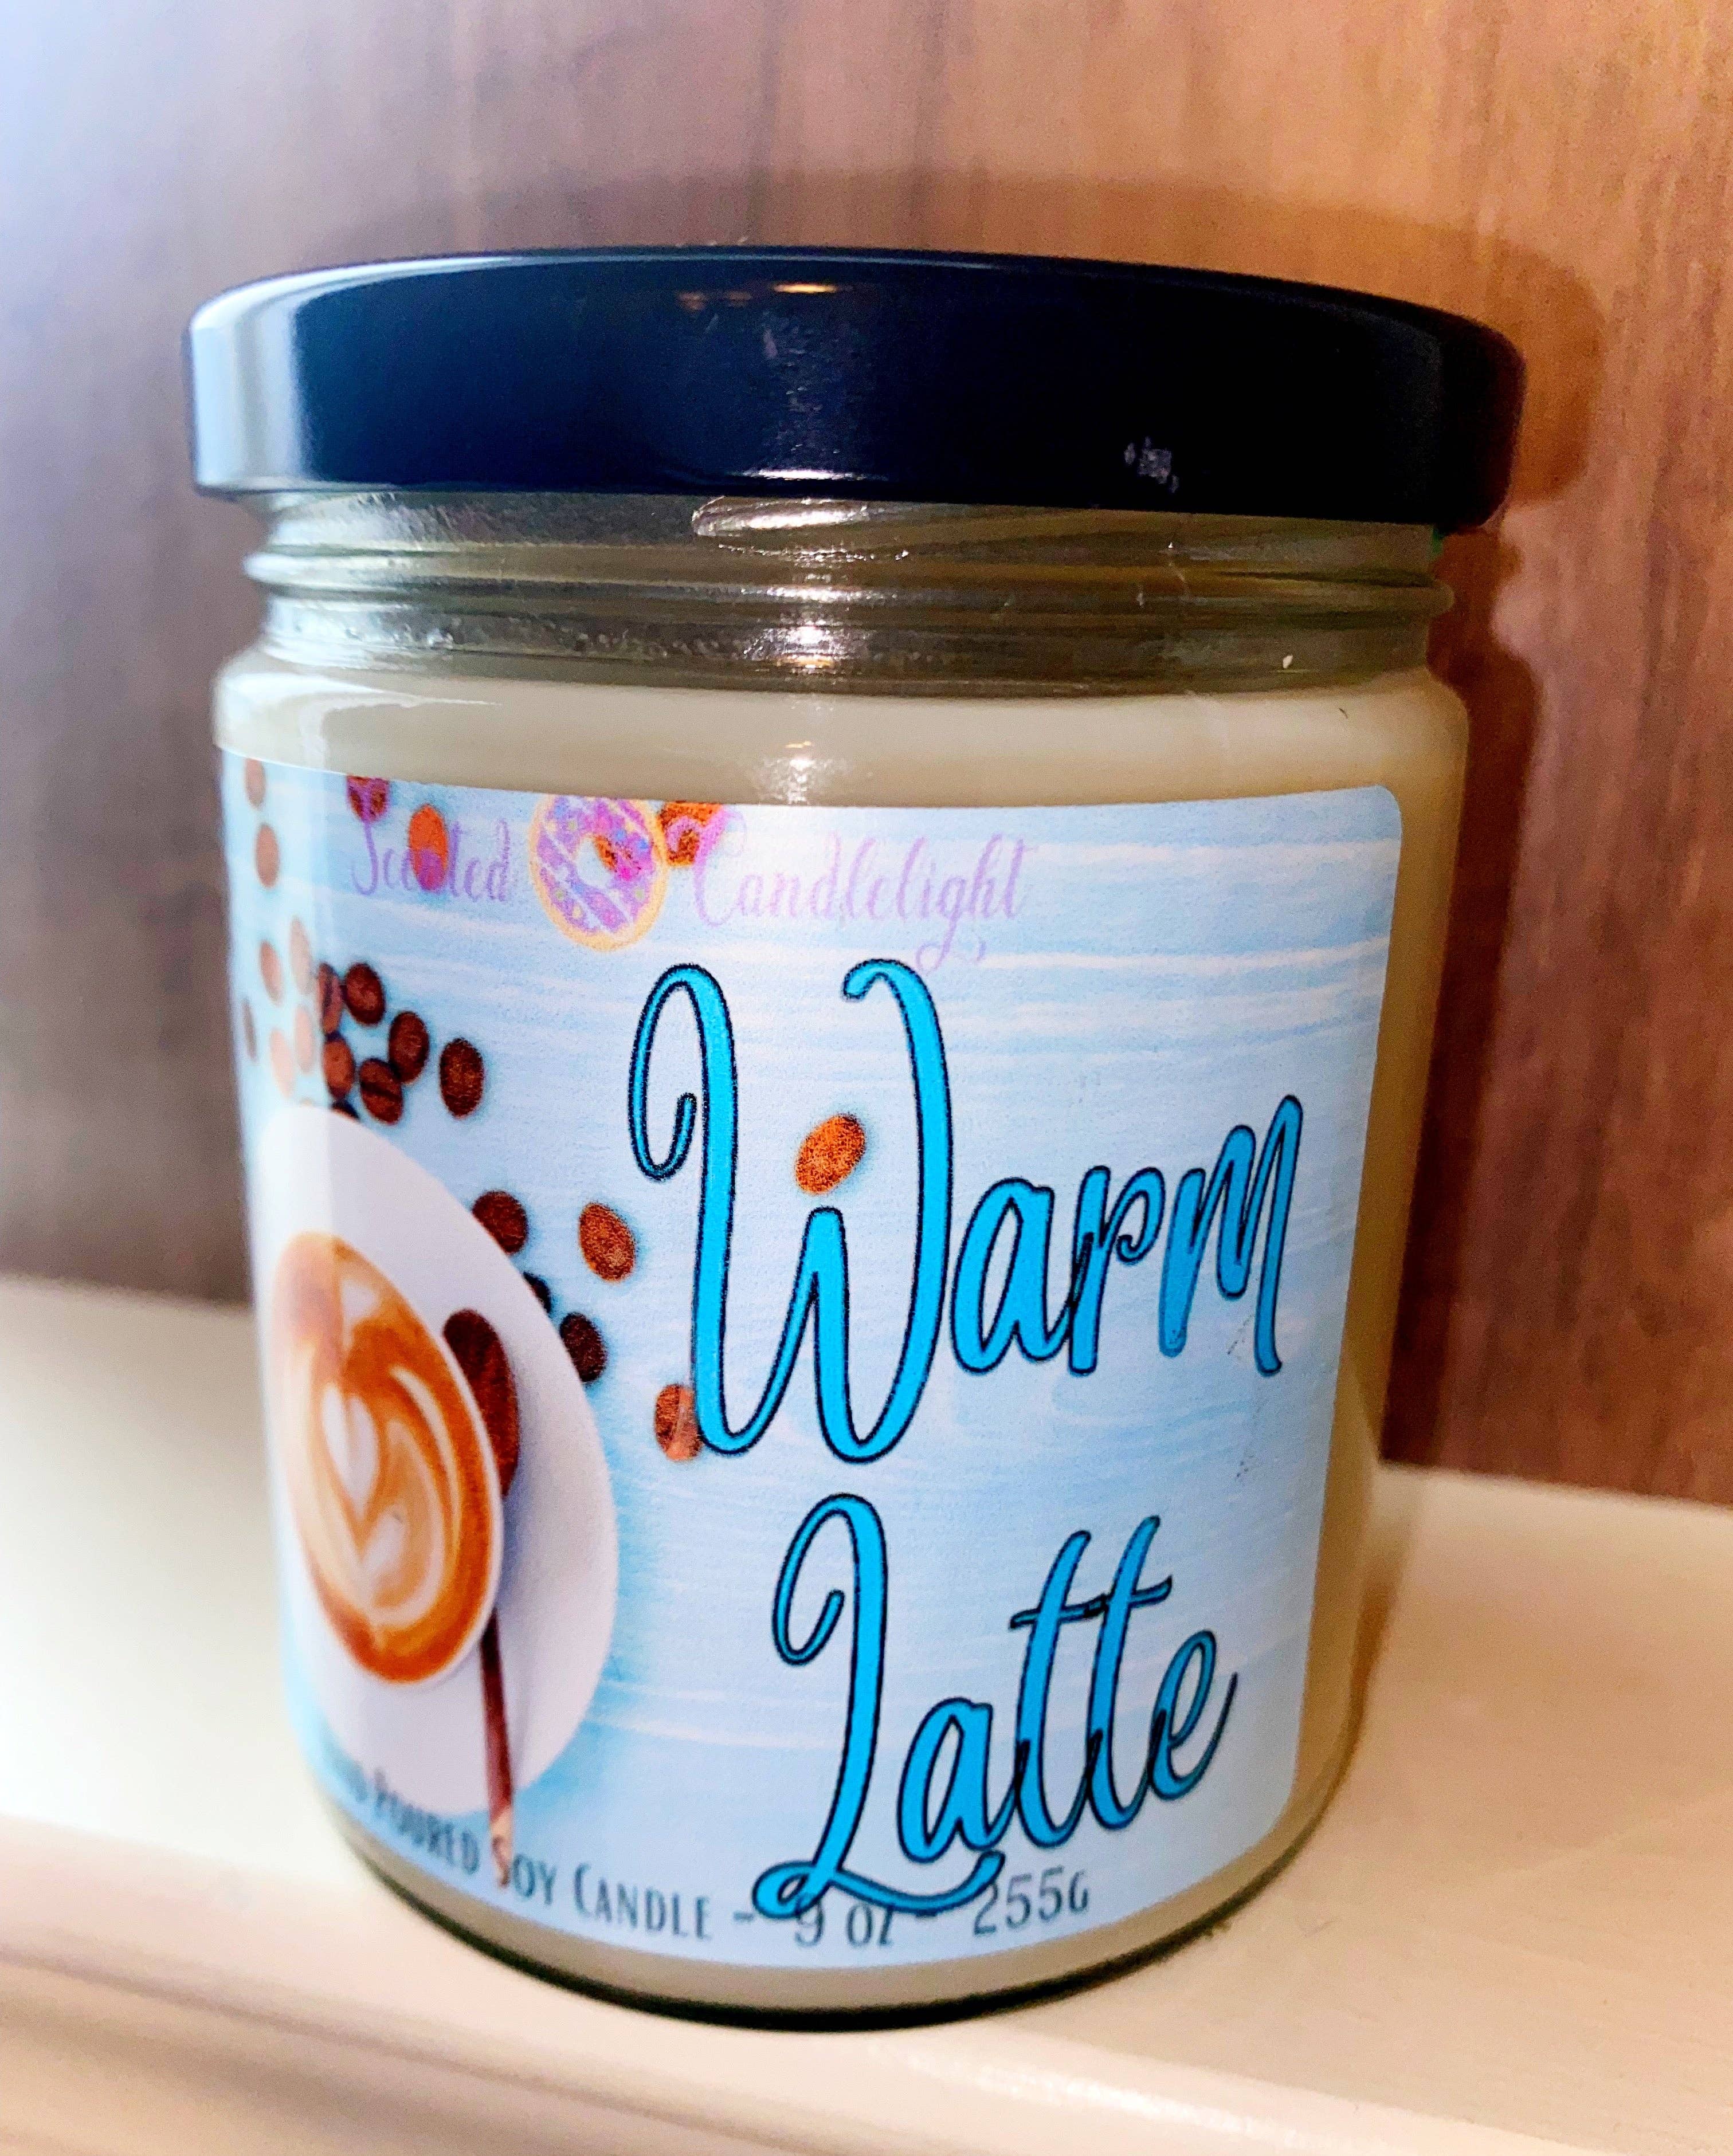 Scented Candlelight
Warm
Latte
Poured Soy Candle - 9 oz - 255g